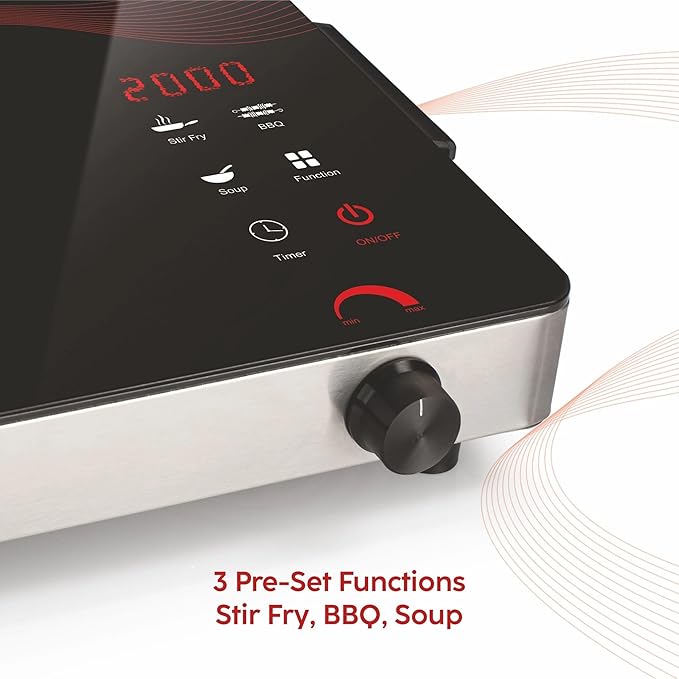 2000
Stir Fry
BBQ
Soup
Function
Timer
ON/OFF
min
max
3 Pre-Set Functions
Stir Fry, BBQ, Soup